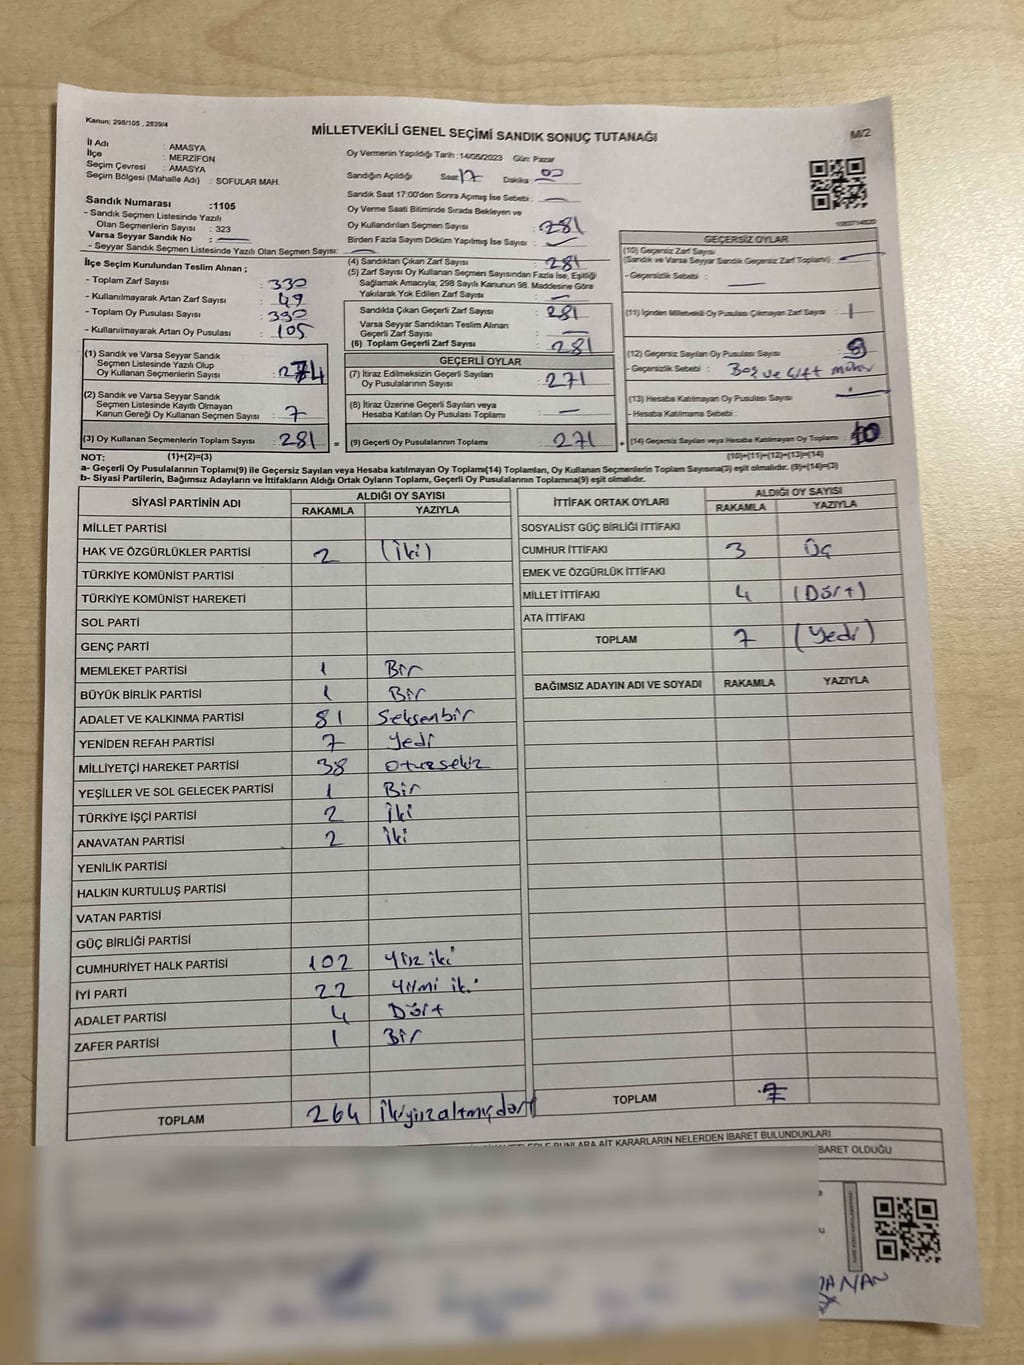 Kanun: 298/105 , 2839/4
MİLLETVEKİLİ GENEL SEÇİMİ SANDIK SONUÇ TUTANAĞI
M/2
İl Adı : AMASYA
İlçe : MERZİFON
Seçim Çevresi : AMASYA
Seçim Bölgesi (Mahalle Adı) : SOFULAR MAH.
Sandık Numarası :1105
- Sandık Seçmen Listesinde Yazılı
Olan Seçmenlerin Sayısı : 323
Varsa Seyyar Sandık No :
- Seyyar Sandık Seçmen Listesinde Yazılı Olan Seçmen Sayısı:
Oy Vermenin Yapıldığı Tarih :14/05/2023 Gün: Pazar
Sandığın Açıldığı Saat 17 Dakika 00
Sandık Saat 17:00'den Sonra Açılmış İse Sebebi : —
Oy Verme Saati Bitiminde Sırada Bekleyen ve
Oy Kullandırılan Seçmen Sayısı : 281
Birden Fazla Sayım Döküm Yapılmış İse Sayısı :
İlçe Seçim Kurulundan Teslim Alınan ;
- Toplam Zarf Sayısı : 330
- Kullanılmayarak Artan Zarf Sayısı : 49
- Toplam Oy Pusulası Sayısı : 330
- Kullanılmayarak Artan Oy Pusulası : 105
(1) Sandık ve Varsa Seyyar Sandık
Seçmen Listesinde Yazılı Olup
Oy Kullanan Seçmenlerin Sayısı : 274
(2) Sandık ve Varsa Seyyar Sandık
Seçmen Listesinde Kayıtlı Olmayan
Kanun Gereği Oy Kullanan Seçmen Sayısı : 7
(3) Oy Kullanan Seçmenlerin Toplam Sayısı : 281 =
(4) Sandıktan Çıkan Zarf Sayısı : 281
(5) Zarf Sayısı Oy Kullanan Seçmen Sayısından Fazla İse, Eşitliği
Sağlamak Amacıyla; 298 Sayılı Kanunun 98. Maddesine Göre
Yakılarak Yok Edilen Zarf Sayısı : —
Sandıkta Çıkan Geçerli Zarf Sayısı : 281
Varsa Seyyar Sandıktan Teslim Alınan
Geçerli Zarf Sayısı : —
(6) Toplam Geçerli Zarf Sayısı : 281
GEÇERLİ OYLAR
(7) İtiraz Edilmeksizin Geçerli Sayılan
Oy Pusulalarının Sayısı : 271
(8) İtiraz Üzerine Geçerli Sayılan veya
Hesaba Katılan Oy Pusulası Toplamı : —
(9) Geçerli Oy Pusulalarının Toplamı : 271 +
GEÇERSİZ OYLAR
(10) Geçersiz Zarf Sayısı
(Sandık ve Varsa Seyyar Sandık Geçersiz Zarf Toplamı) : —
- Geçersizlik Sebebi : —
(11) İçinden Milletvekili Oy Pusulası Çıkmayan Zarf Sayısı : 1
(12) Geçersiz Sayılan Oy Pusulası Sayısı : 9
- Geçersizlik Sebebi : Boş ve Çift mühür
(13) Hesaba Katılmayan Oy Pusulası Sayısı :
- Hesaba Katılmama Sebebi :
(14) Geçersiz Sayılan veya Hesaba Katılmayan Oy Toplamı : 10
NOT: (1)+(2)=(3)
(10)+(11)+(12)+(13)=(14)
a- Geçerli Oy Pusulalarının Toplamı(9) ile Geçersiz Sayılan veya Hesaba katılmayan Oy Toplamı(14) Toplamları, Oy Kullanan Seçmenlerin Toplam Sayısına(3) eşit olmalıdır. (9)+(14)=(3)
b- Siyasi Partilerin, Bağımsız Adayların ve İttifakların Aldığı Ortak Oyların Toplamı, Geçerli Oy Pusulalarının Toplamına(9) eşit olmalıdır.
SİYASİ PARTİNİN ADI ALDIĞI OY SAYISI
RAKAMLA YAZIYLA
MİLLET PARTİSİ
HAK VE ÖZGÜRLÜKLER PARTİSİ 2 (İki)
TÜRKİYE KOMÜNİST PARTİSİ
TÜRKİYE KOMÜNİST HAREKETİ
SOL PARTİ
GENÇ PARTİ
MEMLEKET PARTİSİ 1 Bir
BÜYÜK BİRLİK PARTİSİ 1 Bir
ADALET VE KALKINMA PARTİSİ 81 Seksenbir
YENİDEN REFAH PARTİSİ 7 Yedi
MİLLİYETÇİ HAREKET PARTİSİ 38 otuzsekiz
YEŞİLLER VE SOL GELECEK PARTİSİ 1 Bir
TÜRKİYE İŞÇİ PARTİSİ 2 İki
ANAVATAN PARTİSİ 2 İki
YENİLİK PARTİSİ
HALKIN KURTULUŞ PARTİSİ
VATAN PARTİSİ
GÜÇ BİRLİĞİ PARTİSİ
CUMHURİYET HALK PARTİSİ 102 Yüz iki
İYİ PARTİ 22 Yirmi iki
ADALET PARTİSİ 4 Dört
ZAFER PARTİSİ 1 Bir
TOPLAM 264 İkiyüzaltmışdört
İTTİFAK ORTAK OYLARI ALDIĞI OY SAYISI
RAKAMLA YAZIYLA
SOSYALİST GÜÇ BİRLİĞİ İTTİFAKI
CUMHUR İTTİFAKI 3 Üç
EMEK VE ÖZGÜRLÜK İTTİFAKI
MİLLET İTTİFAKI 4 (Dört)
ATA İTTİFAKI
TOPLAM 7 (Yedi)
BAĞIMSIZ ADAYIN ADI VE SOYADI RAKAMLA YAZIYLA
TOPLAM
BUNLARA AİT KARARLARIN NELERDEN İBARET BULUNDUKLARI
BARET OLDUĞU